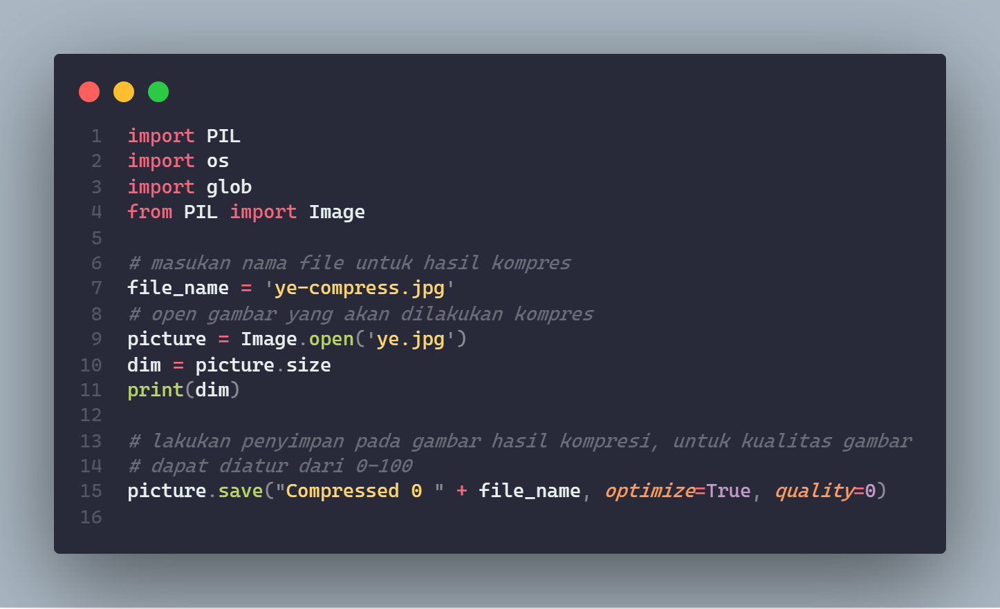 1 import PIL
2 import os
3 import glob
4 from PIL import Image
5
6 # masukan nama file untuk hasil kompres
7 file_name = 'ye-compress.jpg'
8 # open gambar yang akan dilakukan kompres
9 picture = Image.open('ye.jpg')
10 dim = picture.size
11 print(dim)
12
13 # lakukan penyimpan pada gambar hasil kompresi, untuk kualitas gambar
14 # dapat diatur dari 0-100
15 picture.save("Compressed 0 " + file_name, optimize=True, quality=0)
16